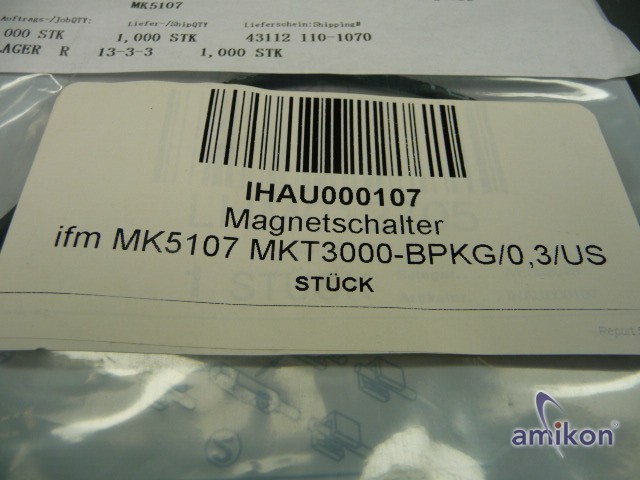 MK5107
Auftrags-/JobQTY: Liefer-/ShipQTY Lieferschein:Shipping#
000 STK 1,000 STK 43112 110-1070
LAGER R 13-3-3 1,000 STK
IHAU000107
Magnetschalter
ifm MK5107 MKT3000-BPKG/0,3/US
STÜCK
Report
amikon